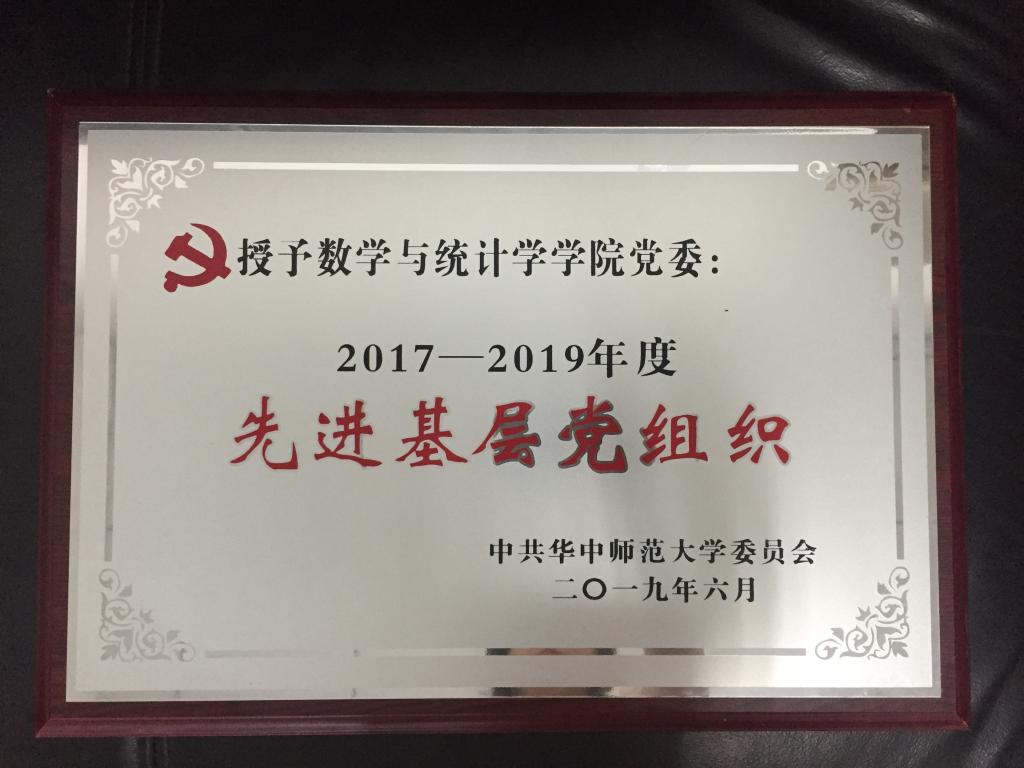 授予数学与统计学学院党委：
2017—2019年度
先进基层党组织
中共华中师范大学委员会
二〇一九年六月